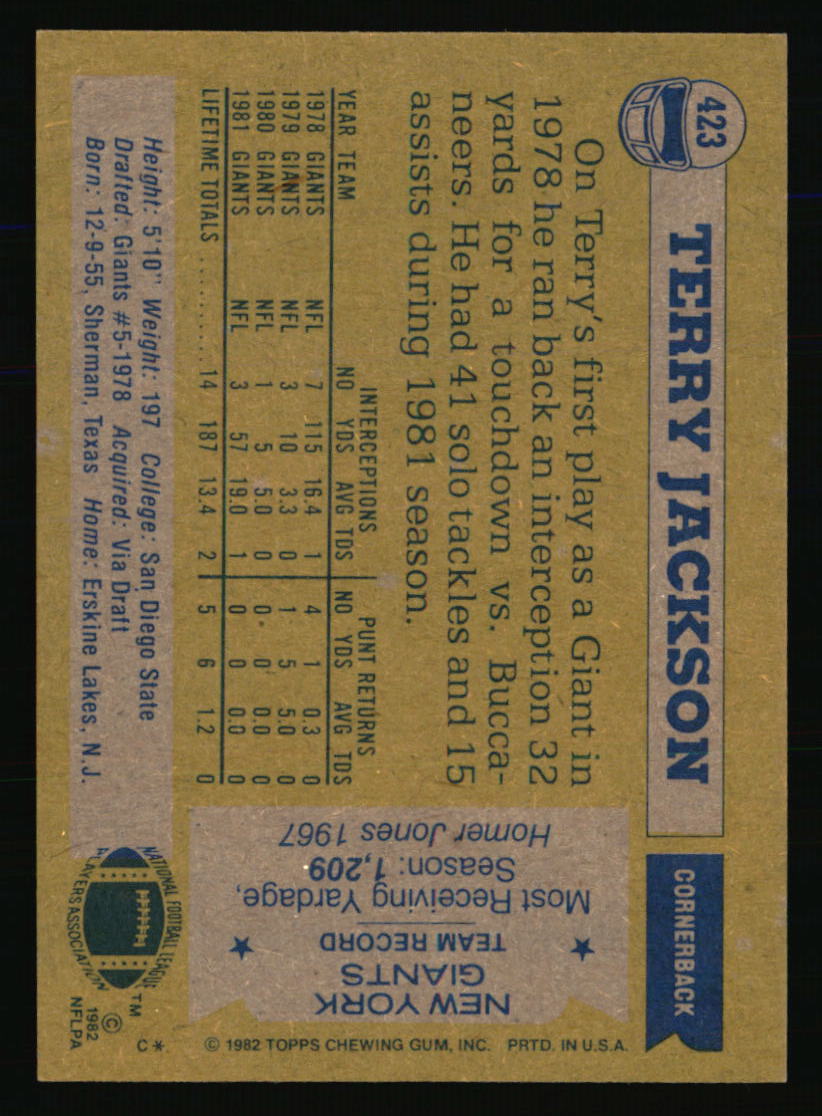 423
TERRY JACKSON
CORNERBACK
On Terry's first play as a Giant in
1978 he ran back an interception 32
yards for a touchdown vs. Bucca-
neers. He had 41 solo tackles and 15
assists during 1981 season.
INTERCEPTIONS PUNT RETURNS
YEAR TEAM NO YDS AVG TDS NO YDS AVG TDS
1978 GIANTS NFL 7 115 16.4 1 4 1 0.3 0
1979 GIANTS NFL 3 10 3.3 0 1 5 5.0 0
1980 GIANTS NFL 1 5 5.0 0 0 0 0.0 0
1981 GIANTS NFL 3 57 19.0 1 0 0 0.0 0
LIFETIME TOTALS .......... 14 187 13.4 2 5 6 1.2 0
Height: 5'10" Weight: 197 College: San Diego State
Drafted: Giants #5-1978 Acquired: Via Draft
Born: 12-9-55, Sherman, Texas Home: Erskine Lakes, N.J.
NEW YORK
GIANTS
★ TEAM RECORD ★
Most Receiving Yardage,
Season: 1,209
Homer Jones 1967
NATIONAL FOOTBALL LEAGUE
PLAYERS ASSOCIATION
TM
©
1982
NFLPA
C*
© 1982 TOPPS CHEWING GUM, INC. PRTD. IN U.S.A.